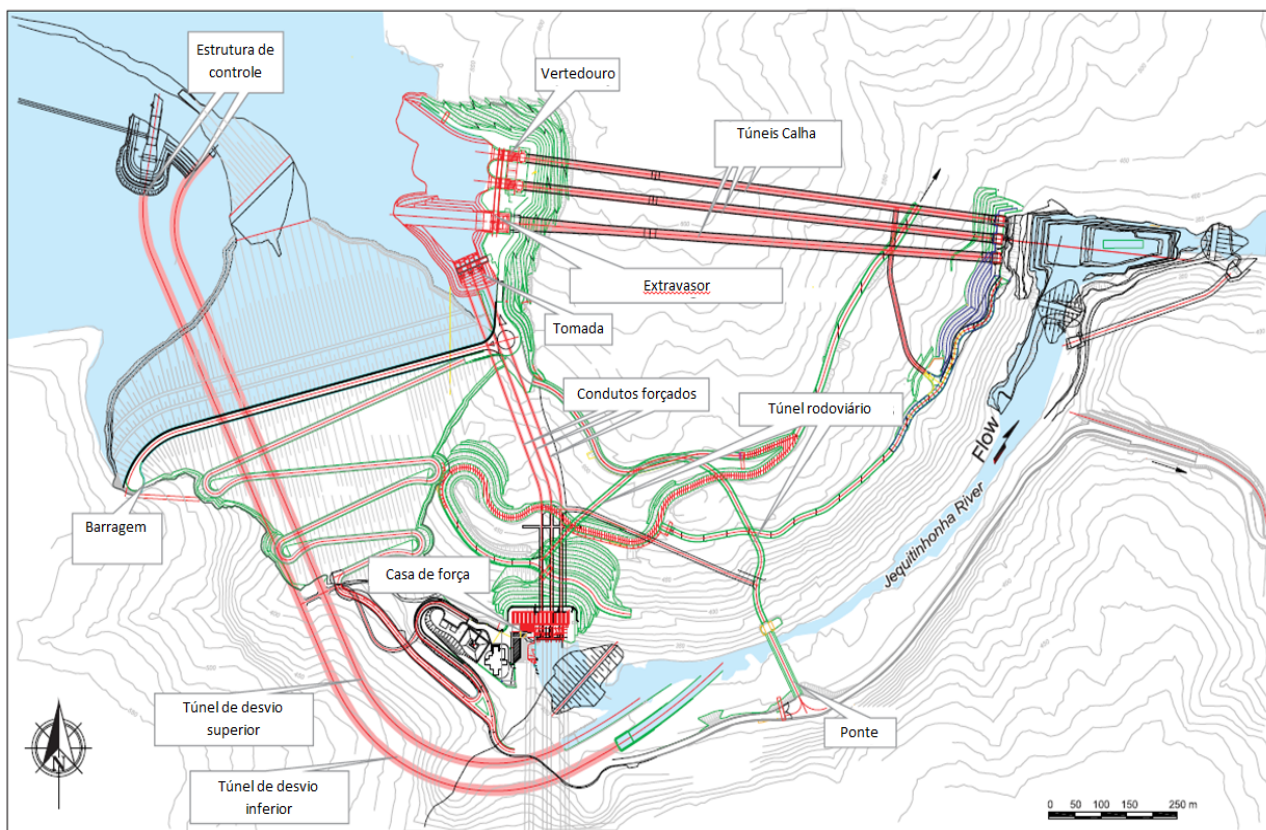 Estrutura de
controle
Vertedouro
Túneis Calha
Extravasor
Tomada
Condutos forçados
Túnel rodoviário
Flow
Jequitinhonha River
Barragem
Casa de força
Túnel de desvio
superior
Ponte
Túnel de desvio
inferior
N
0 50 100 150 250 m